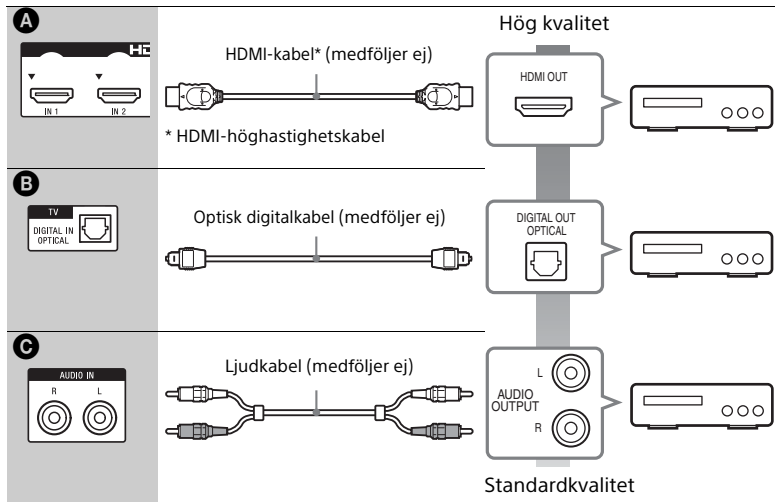 A
Hög kvalitet
HDMI-kabel* (medföljer ej)
HDMI OUT
IN 1
IN 2
* HDMI-höghastighetskabel
B
TV
DIGITAL IN
OPTICAL
Optisk digitalkabel (medföljer ej)
DIGITAL OUT
OPTICAL
C
AUDIO IN
R
L
Ljudkabel (medföljer ej)
L
AUDIO
OUTPUT
R
Standardkvalitet